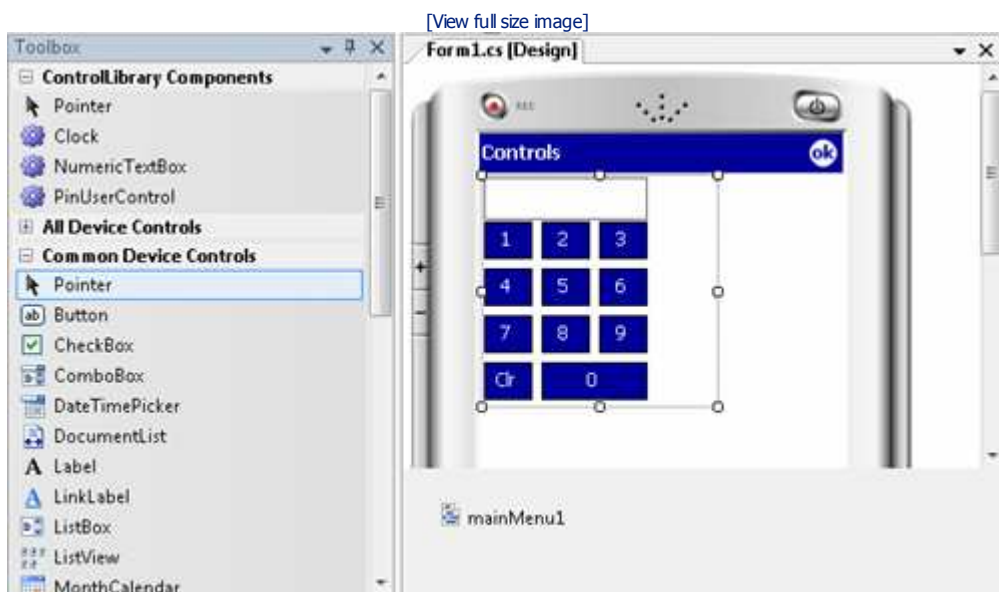 [View full size image]
Toolbox
ControlLibrary Components
Pointer
Clock
NumericTextBox
PinUserControl
All Device Controls
Common Device Controls
Pointer
Button
CheckBox
ComboBox
DateTimePicker
DocumentList
Label
LinkLabel
ListBox
ListView
MonthCalendar
Form1.cs [Design]
REC
Controls
ok
1 2 3
4 5 6
7 8 9
Clr 0
mainMenu1